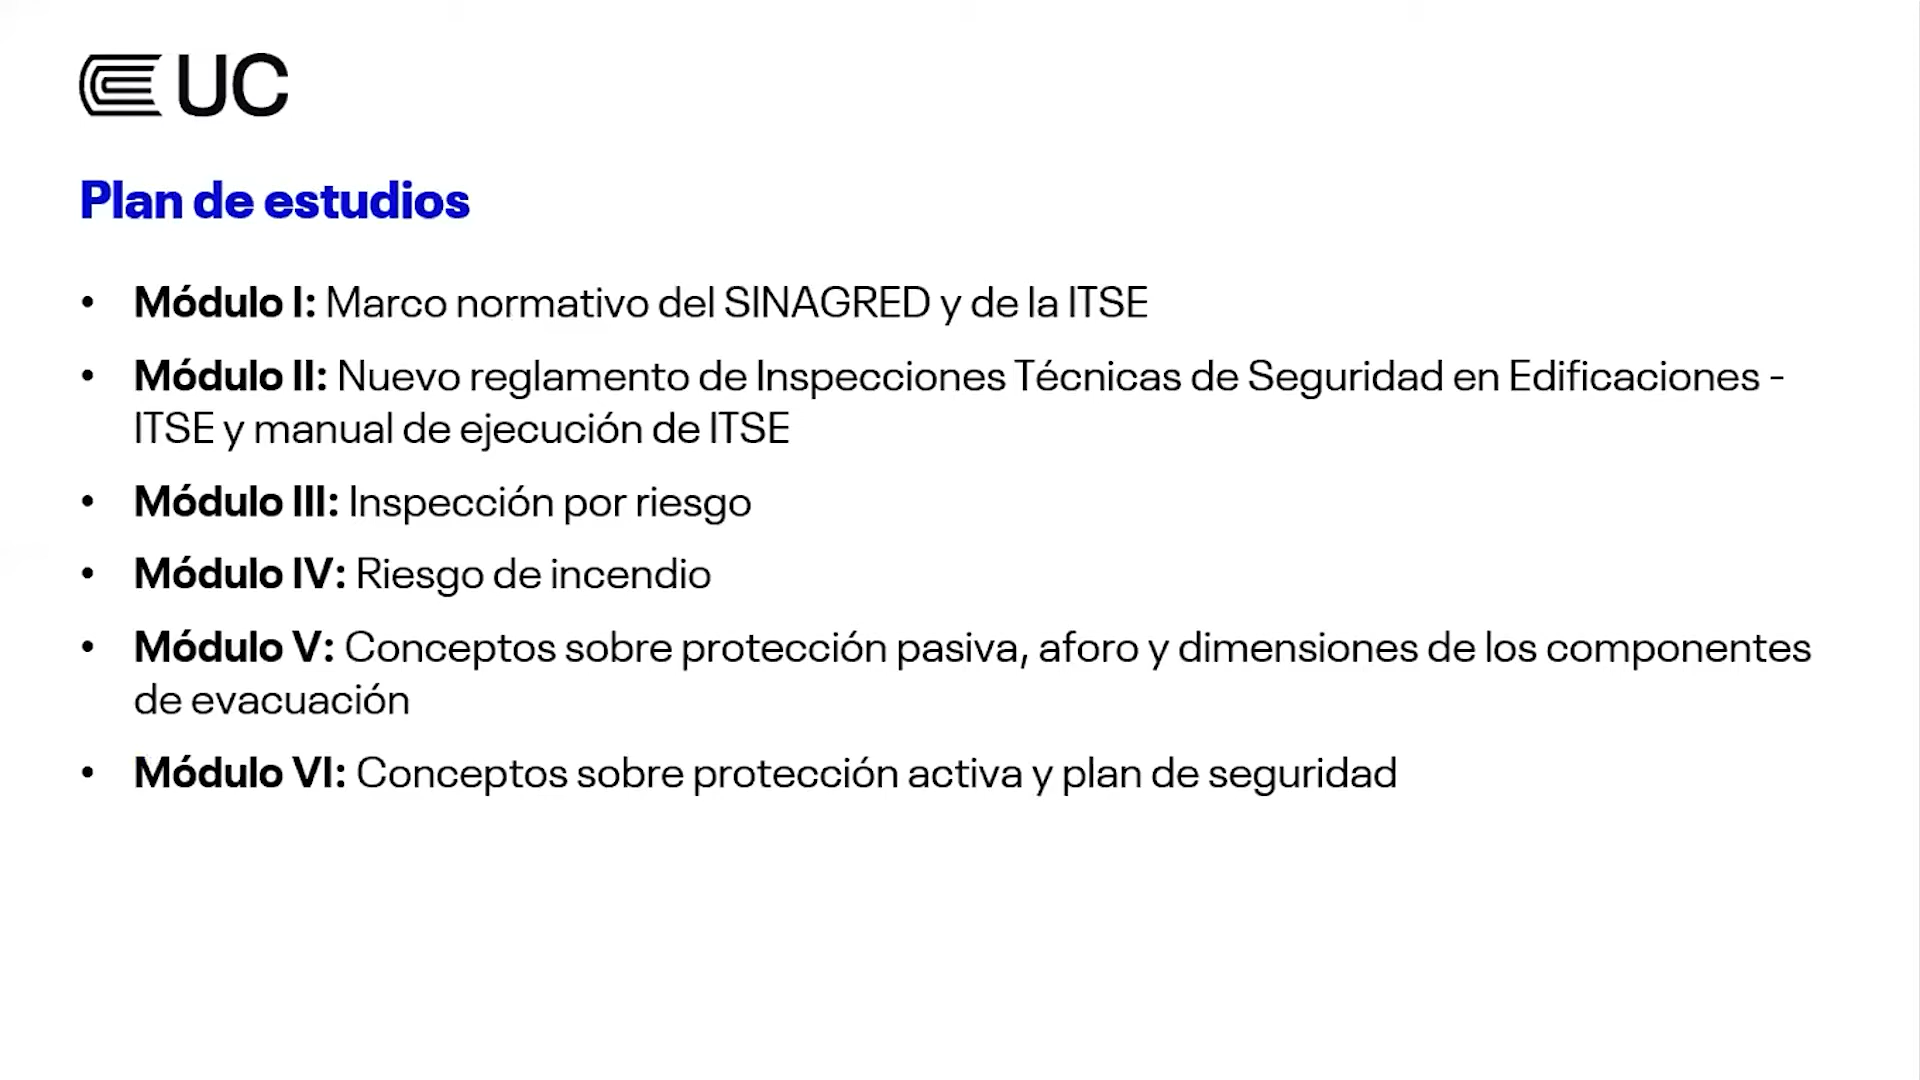 UC
Plan de estudios
• Módulo I: Marco normativo del SINAGRED y de la ITSE
• Módulo II: Nuevo reglamento de Inspecciones Técnicas de Seguridad en Edificaciones -
ITSE y manual de ejecución de ITSE
• Módulo III: Inspección por riesgo
• Módulo IV: Riesgo de incendio
• Módulo V: Conceptos sobre protección pasiva, aforo y dimensiones de los componentes
de evacuación
• Módulo VI: Conceptos sobre protección activa y plan de seguridad